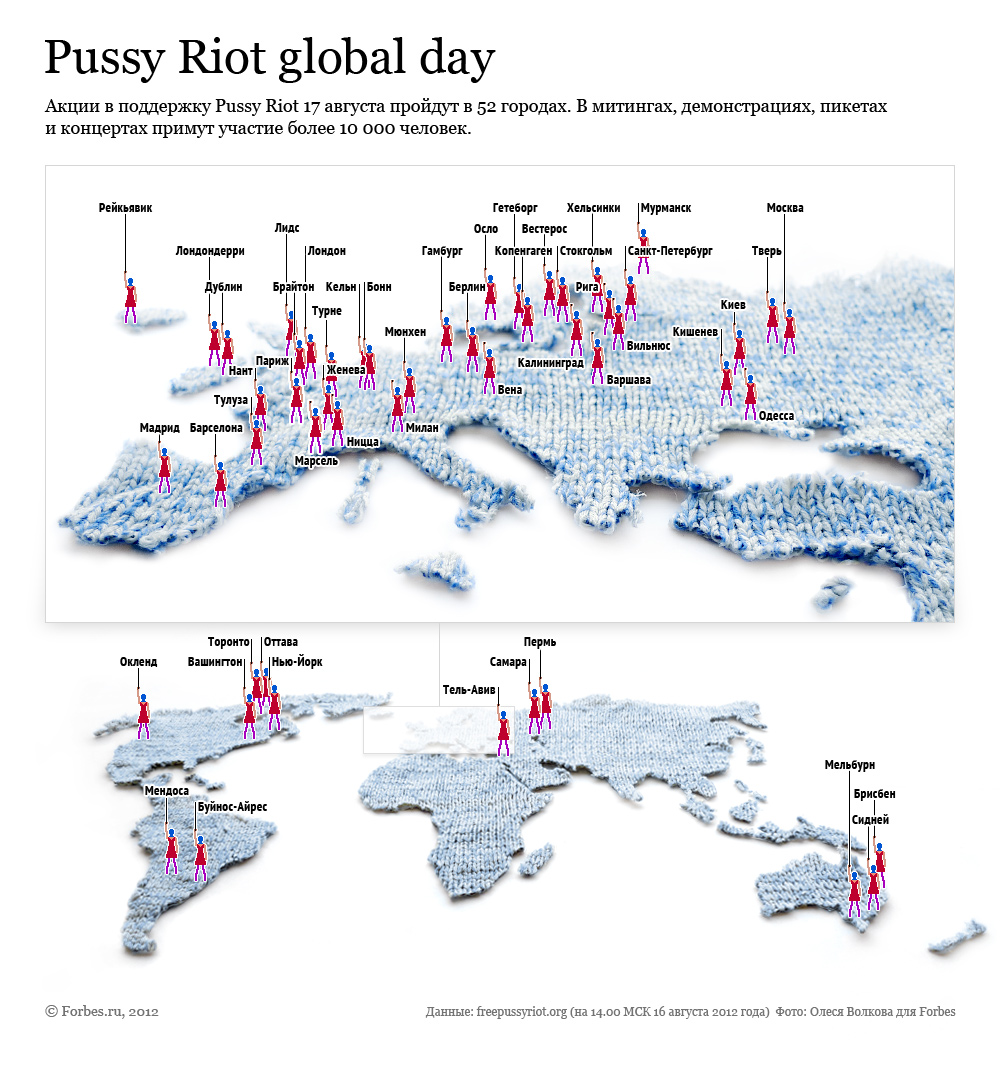 Pussy Riot global day
Акции в поддержку Pussy Riot 17 августа пройдут в 52 городах. В митингах, демонстрациях, пикетах
и концертах примут участие более 10 000 человек.
Рейкьявик
Гетеборг
Хельсинки
Мурманск
Москва
Лидс
Осло
Вестерос
Лондондерри
Лондон
Гамбург
Копенгаген
Стокгольм
Санкт-Петербург
Тверь
Дублин
Брайтон
Кельн
Бонн
Берлин
Рига
Турне
Киев
Мюнхен
Кишенев
Вильнюс
Париж
Нант
Женева
Калининград
Варшава
Вена
Тулуза
Одесса
Мадрид
Барселона
Милан
Ницца
Марсель
Торонто
Оттава
Пермь
Окленд
Вашингтон
Нью-Йорк
Самара
Тель-Авив
Мельбурн
Мендоса
Брисбен
Буйнос-Айрес
Сидней
© Forbes.ru, 2012
Данные: freepussyriot.org (на 14.00 МСК 16 августа 2012 года) Фото: Олеся Волкова для Forbes